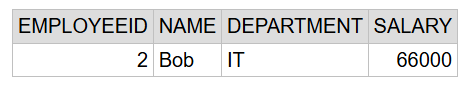 EMPLOYEEID NAME DEPARTMENT SALARY
2 Bob IT 66000